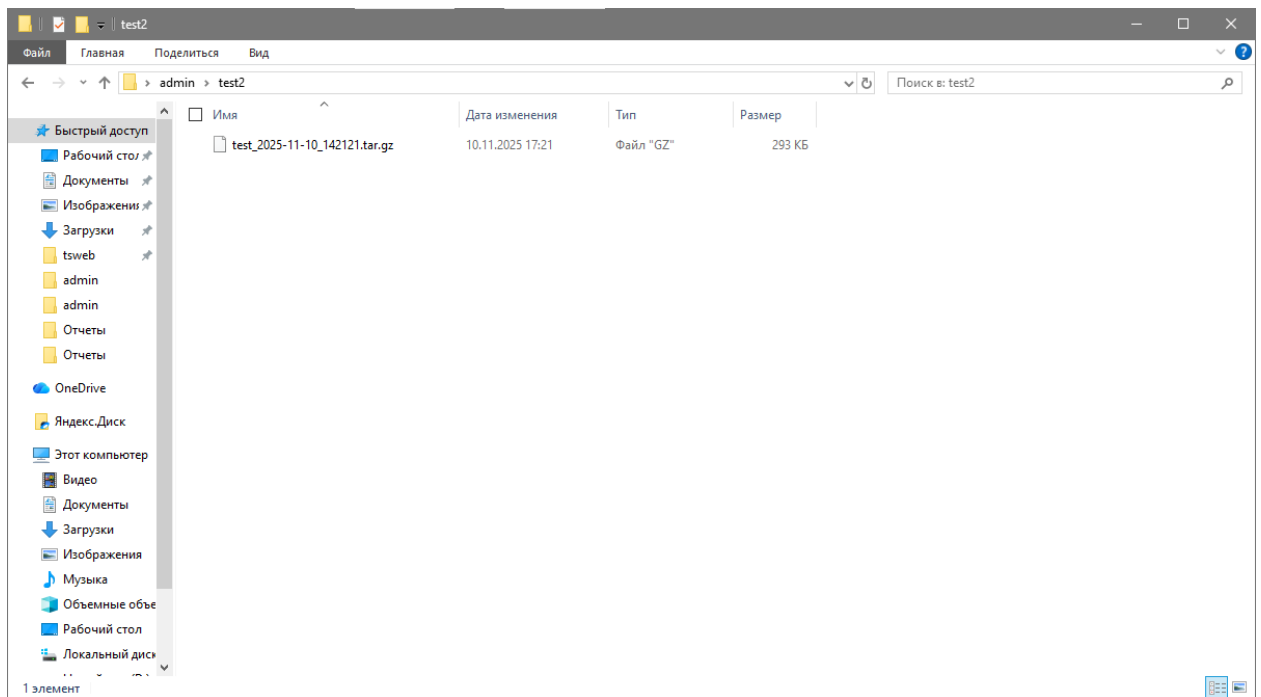 test2
Файл Главная Поделиться Вид
admin > test2
Поиск в: test2
Имя Дата изменения Тип Размер
test_2025-11-10_142121.tar.gz 10.11.2025 17:21 Файл "GZ" 293 КБ
Быстрый доступ
Рабочий стол
Документы
Изображения
Загрузки
tsweb
admin
admin
Отчеты
Отчеты
OneDrive
Яндекс.Диск
Этот компьютер
Видео
Документы
Загрузки
Изображения
Музыка
Объемные объе
Рабочий стол
Локальный диск
1 элемент